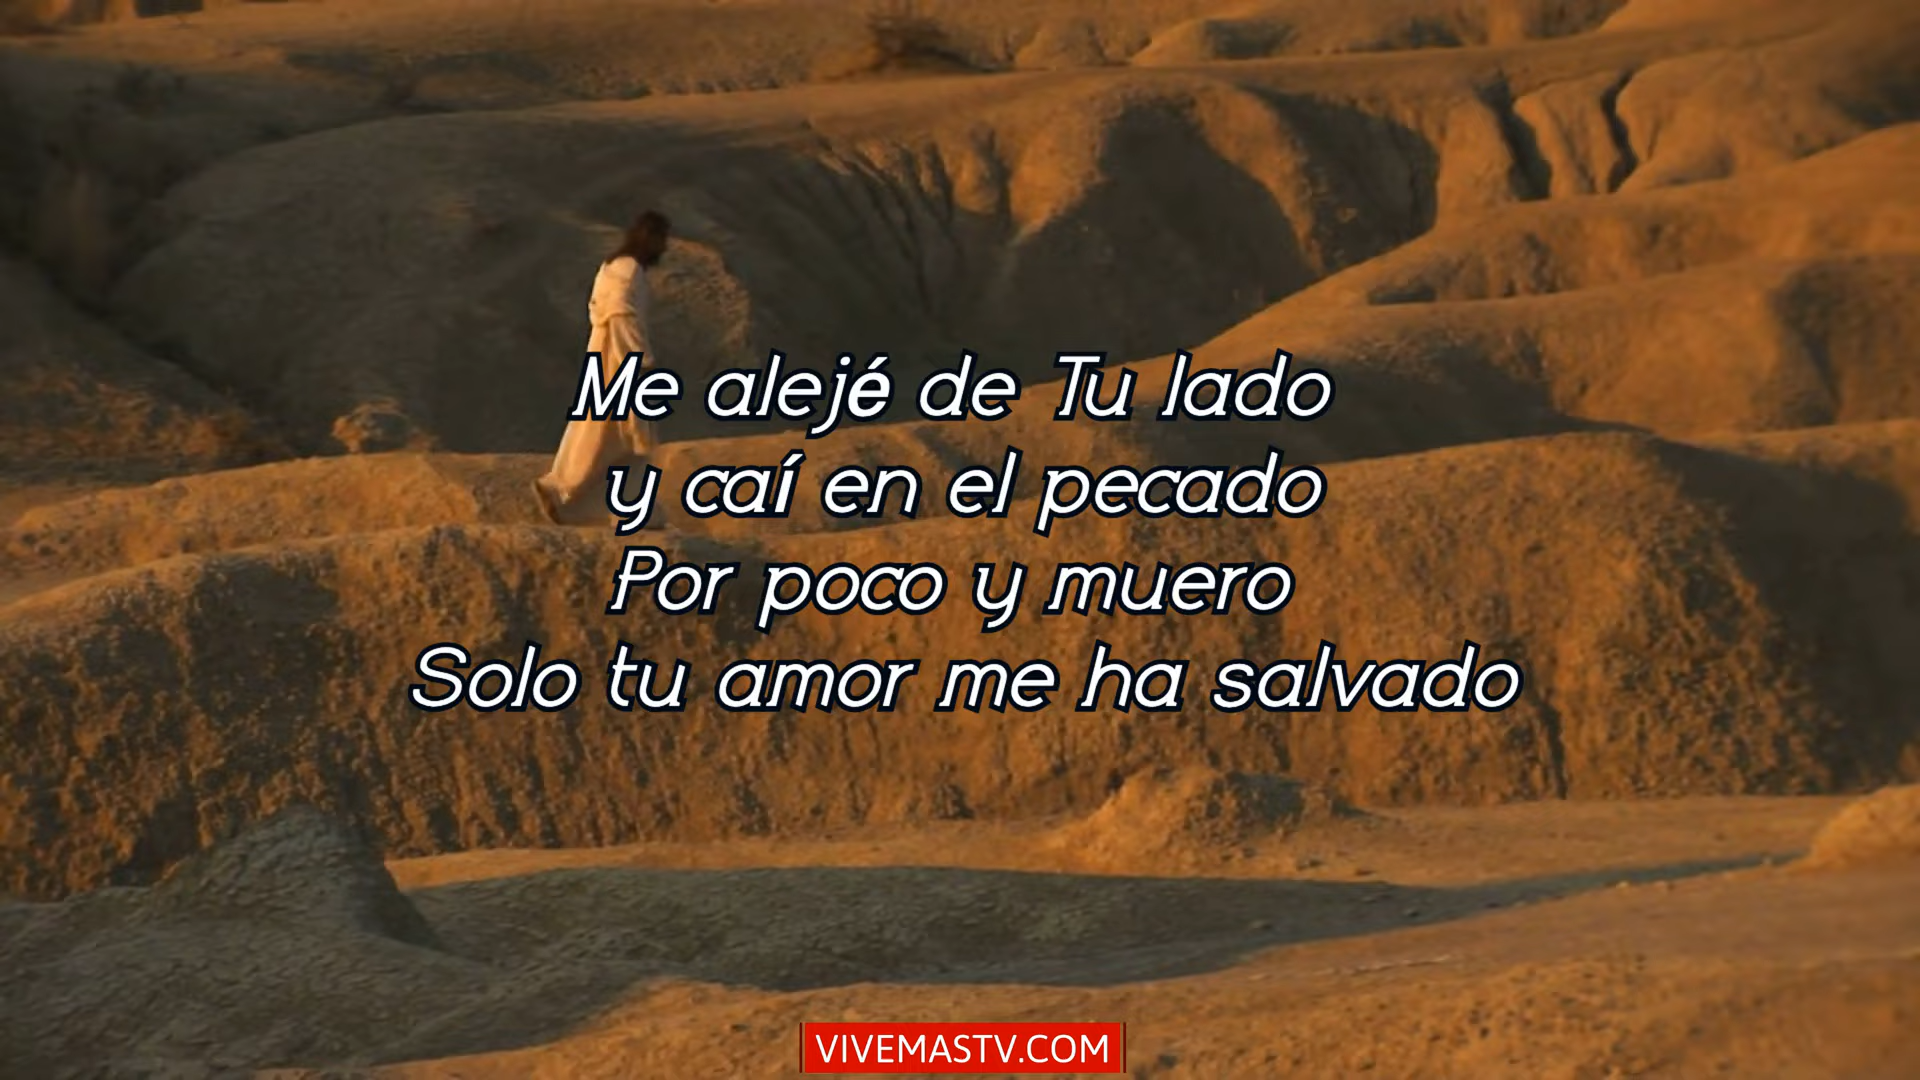 Me alejé de Tu lado
y caí en el pecado
Por poco y muero
Solo tu amor me ha salvado
VIVEMASTV.COM